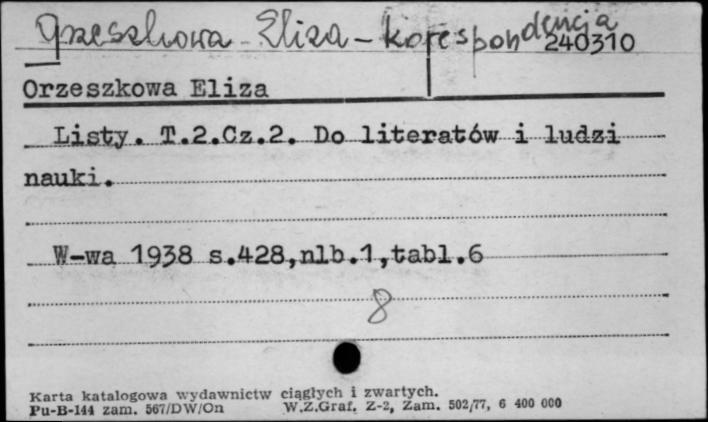 Orzeszkowa - Eliza - korespondencja
240310
Orzeszkowa Eliza
Listy. T.2.Cz.2. Do literatów i ludzi
nauki.
W-wa 1938 s.428,nlb.1,tabl.6
8
Karta katalogowa wydawnictw ciągłych i zwartych.
Pu-B-144 zam. 567/DW/On W.Z.Graf. Z-2, Zam. 502/77, 6 400 000